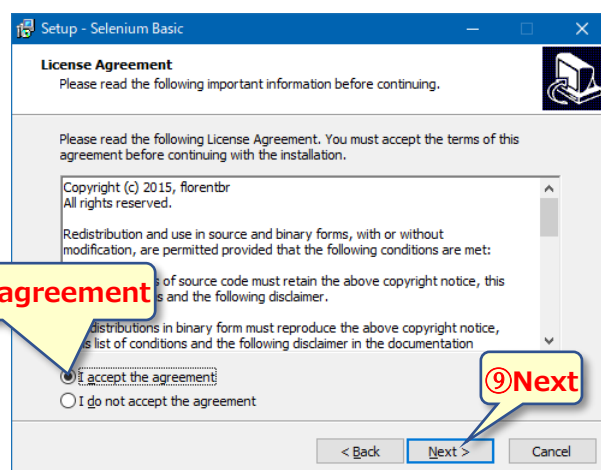 Setup - Selenium Basic
License Agreement
Please read the following important information before continuing.
Please read the following License Agreement. You must accept the terms of this
agreement before continuing with the installation.
Copyright (c) 2015, florentbr
All rights reserved.
Redistribution and use in source and binary forms, with or without
modification, are permitted provided that the following conditions are met:
s of source code must retain the above copyright notice, this
s and the following disclaimer.
agreement
distributions in binary form must reproduce the above copyright notice,
s list of conditions and the following disclaimer in the documentation
I accept the agreement
⑨Next
I do not accept the agreement
< Back
Next >
Cancel